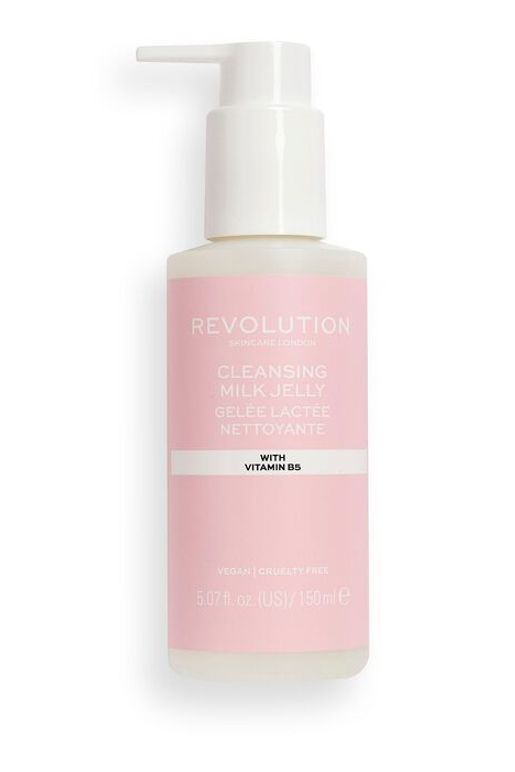 REVOLUTION
SKINCARE LONDON
CLEANSING
MILK JELLY
GELÉE LACTÉE
NETTOYANTE
WITH
VITAMIN B5
VEGAN | CRUELTY FREE
5.07 fl. oz. (US) / 150 ml ℮